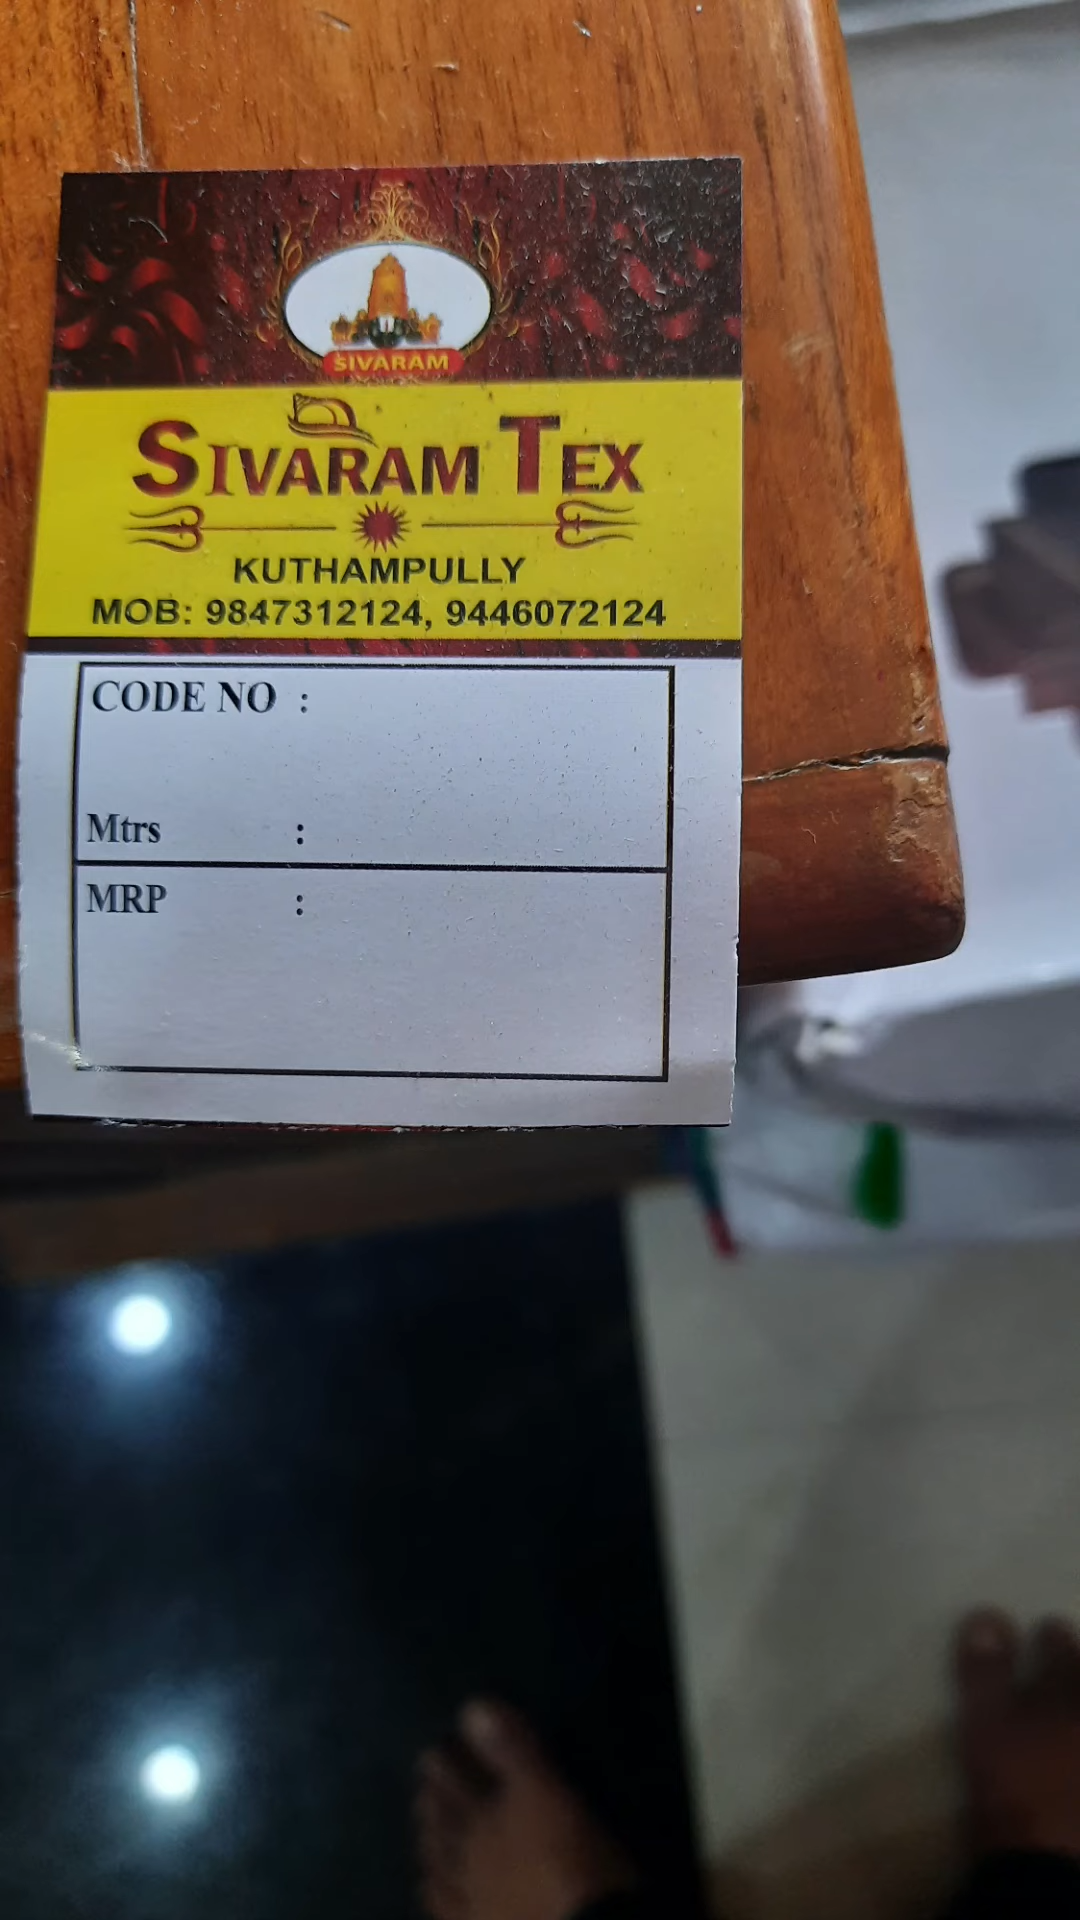 SIVARAM
SIVARAM TEX
KUTHAMPULLY
MOB: 9847312124, 9446072124
CODE NO :
Mtrs :
MRP :